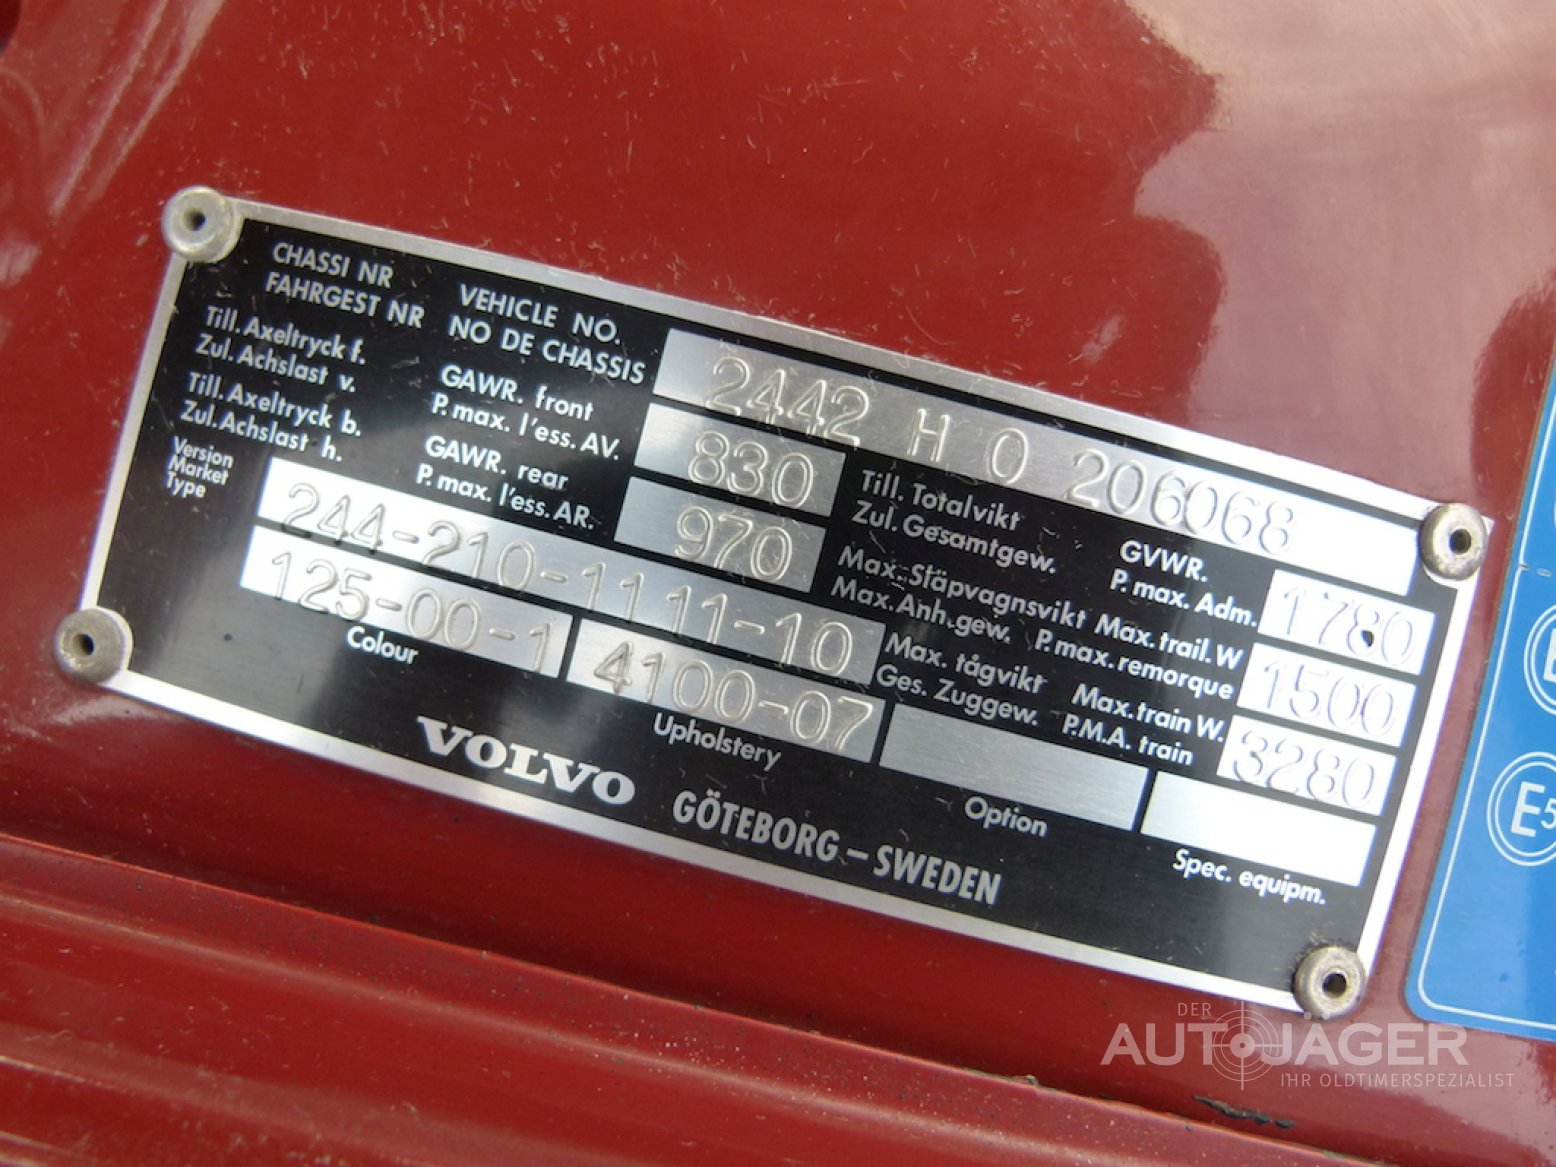 CHASSI NR VEHICLE NO.
FAHRGEST NR NO DE CHASSIS 2442 H 0 206068
Till. Axeltryck f. GAWR. front
Zul. Achslast v. P. max. l'ess. AV. 830
Till. Axeltryck b. GAWR. rear
Zul. Achslast h. P. max. l'ess. AR. 970
Till. Totalvikt GVWR.
Zul. Gesamtgew. P. max. Adm. 1780
Max. Släpvagnsvikt Max. trail. W
Max. Anh. gew. P. max. remorque 1500
Max. tågvikt Max. train W.
Ges. Zuggew. P.M.A. train 3280
Version
Market
Type
244-210-1111-10
125-00-1 4100-07
Colour Upholstery Option Spec. equipm.
VOLVO GÖTEBORG – SWEDEN
E5
DER
AUTOJÄGER
IHR OLDTIMERSPEZIALIST